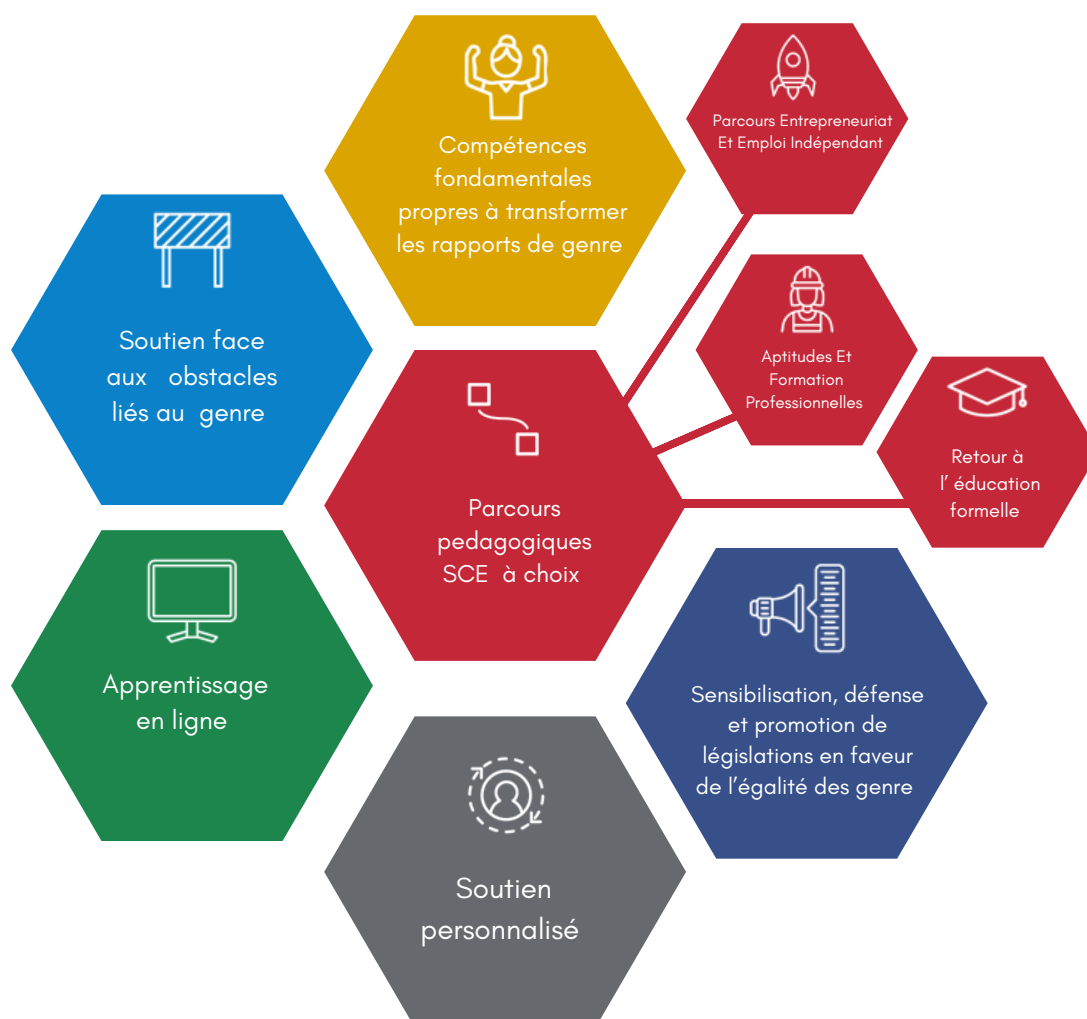 Compétences
fondamentales
propres à transformer
les rapports de genre
Parcours Entrepreneuriat
Et Emploi Indépendant
Soutien face
aux obstacles
liés au genre
Aptitudes Et
Formation
Professionnelles
Retour à
l' éducation
formelle
Parcours
pedagogiques
SCE à choix
Apprentissage
en ligne
Sensibilisation, défense
et promotion de
législations en faveur
de l'égalité des genre
Soutien
personnalisé